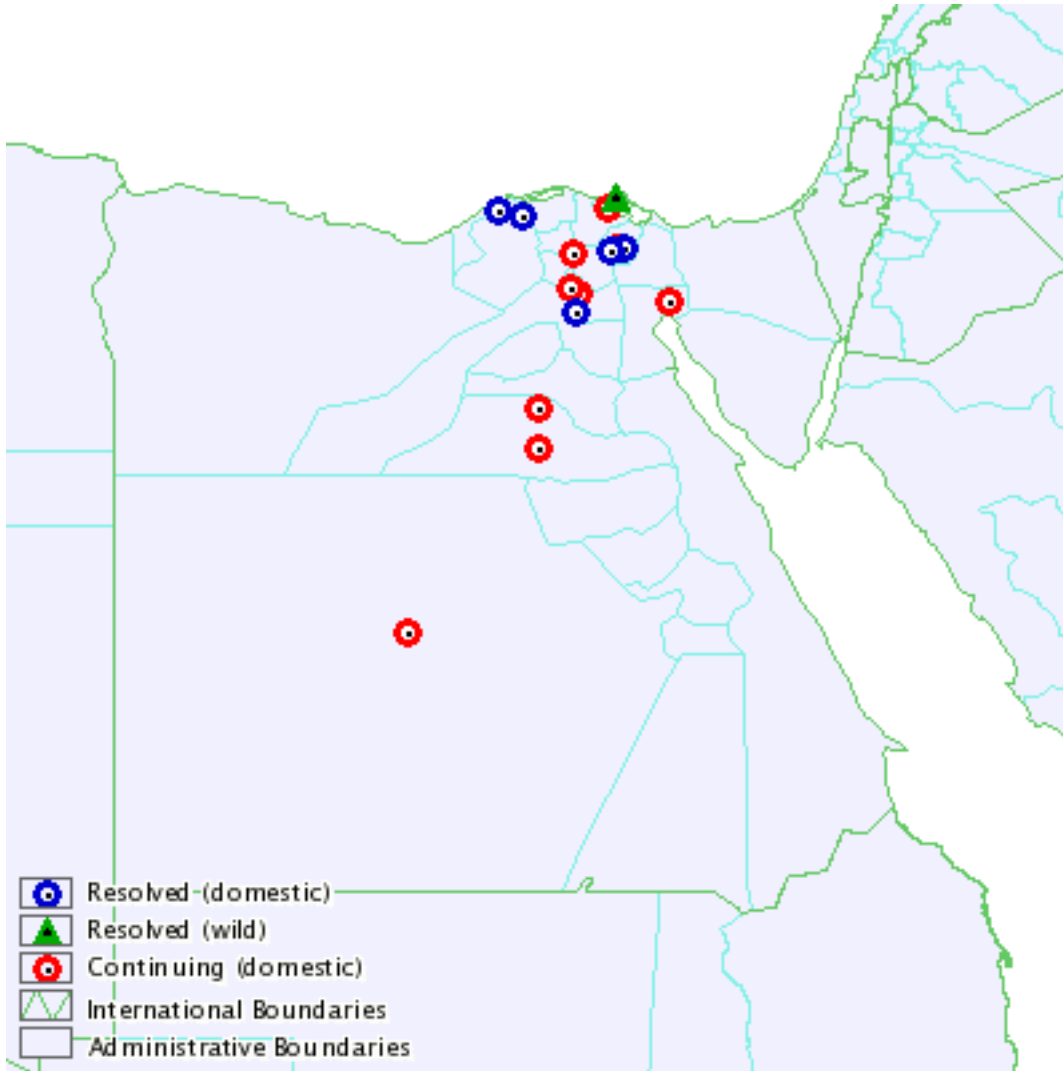 Resolved (domestic)
Resolved (wild)
Continuing (domestic)
International Boundaries
Administrative Boundaries